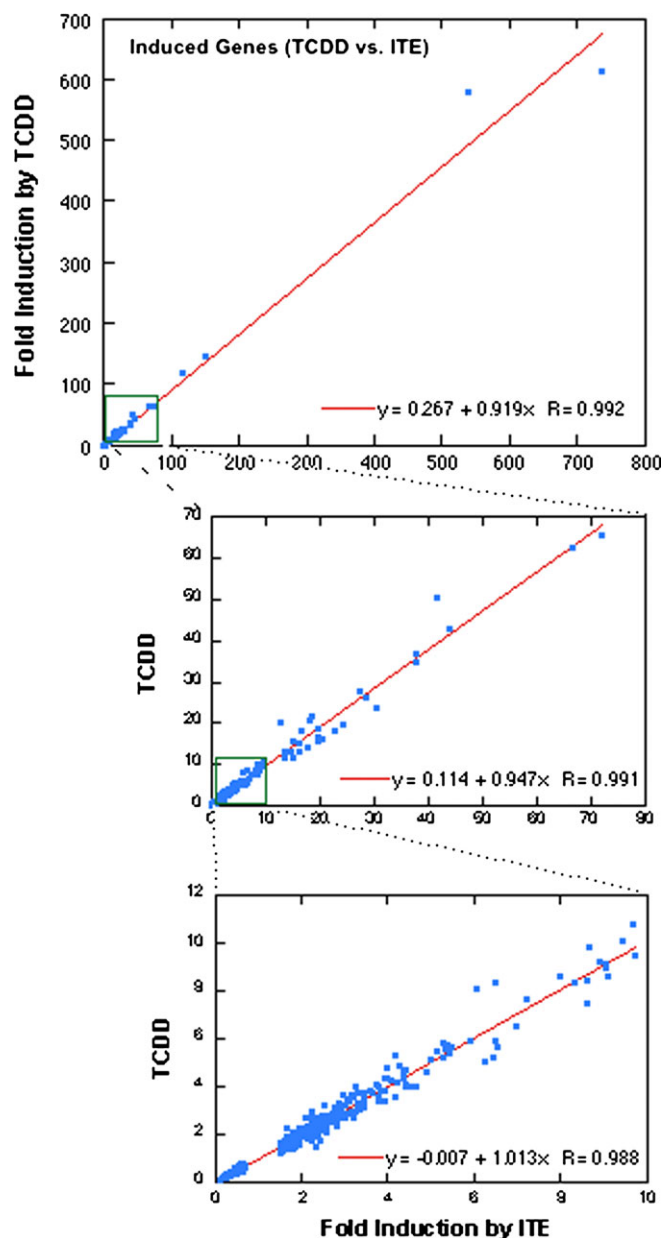 700
Induced Genes (TCDD vs. ITE)
600
500
400
300
200
100
0
Fold Induction by TCDD
y = 0.267 + 0.919x R = 0.992
0 100 200 200 400 500 600 700 800
70
60
50
40
30
20
10
0
TCDD
y = 0.114 + 0.947x R = 0.991
0 10 20 30 40 50 60 70 80 90
12
10
8
6
4
2
0
TCDD
y = -0.007 + 1.013x R = 0.988
0 2 4 6 8 10
Fold Induction by ITE